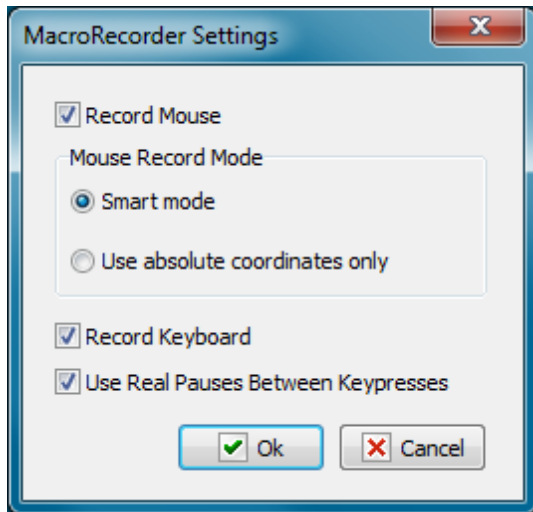 MacroRecorder Settings
Record Mouse
Mouse Record Mode
Smart mode
Use absolute coordinates only
Record Keyboard
Use Real Pauses Between Keypresses
Ok
Cancel